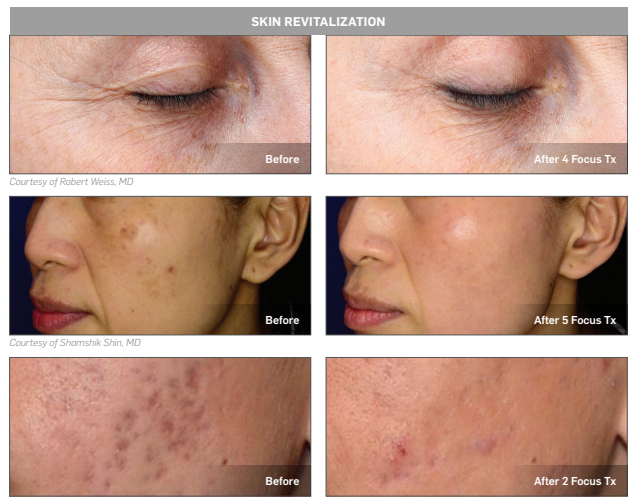 SKIN REVITALIZATION
Before
After 4 Focus Tx
Courtesy of Robert Weiss, MD
Before
After 5 Focus Tx
Courtesy of Shamshik Shin, MD
Before
After 2 Focus Tx